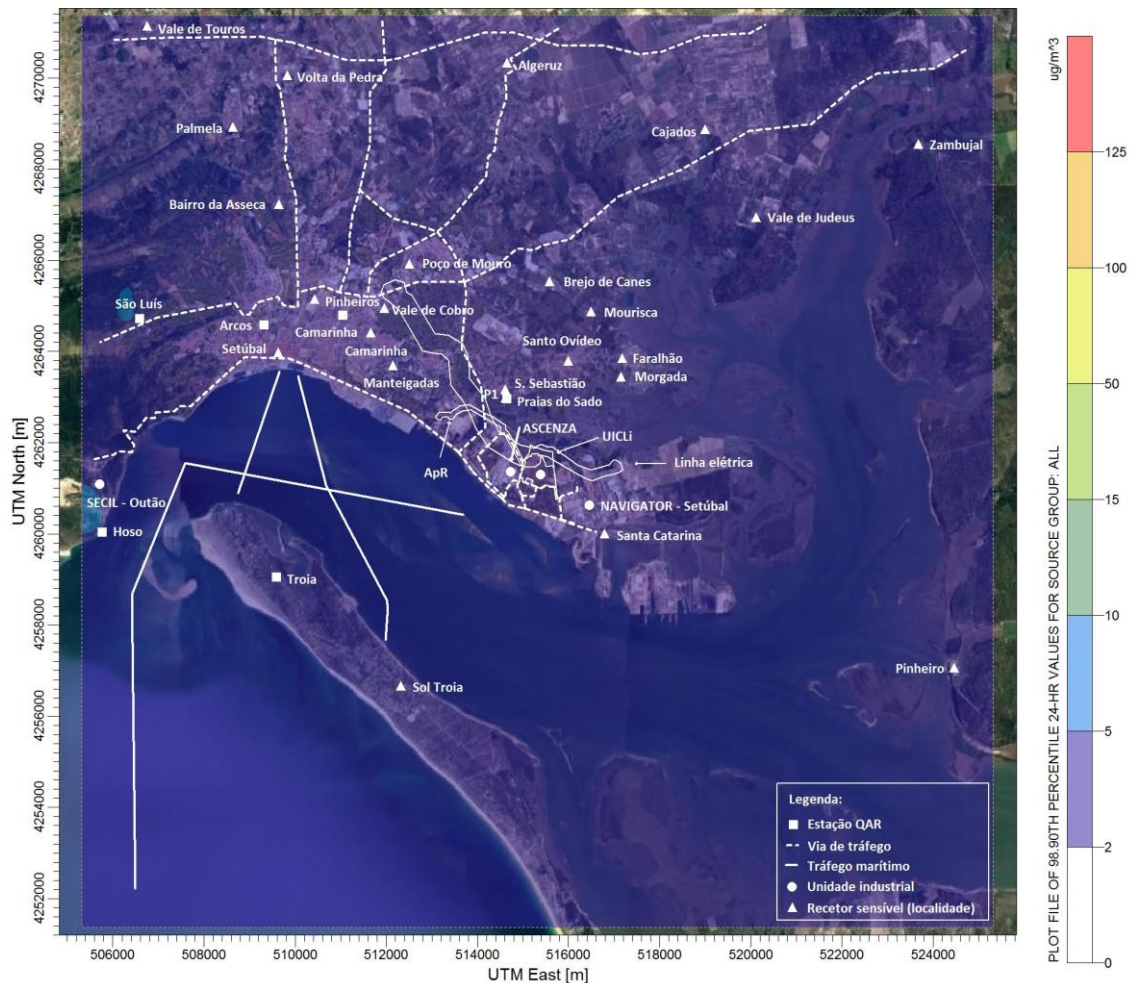 Vale de Touros
Volta da Pedra
Algeruz
Palmela
Cajados
Zambujal
Bairro da Asseca
Vale de Judeus
Poço de Mouro
Brejo de Canes
São Luís
Pinheiros
Vale de Cobro
Mourisca
Arcos
Camarinha
Santo Ovídeo
Setúbal
Camarinha
Faralhão
Manteigadas
Morgada
S. Sebastião
P1
Praias do Sado
ASCENZA
UICLi
ApR
Linha elétrica
SECIL - Outão
NAVIGATOR - Setúbal
Hoso
Santa Catarina
Troia
Pinheiro
Sol Troia
Legenda:
Estação QAR
Via de tráfego
Tráfego marítimo
Unidade industrial
Recetor sensível (localidade)
UTM North [m]
4270000
4268000
4266000
4264000
4262000
4260000
4258000
4256000
4254000
4252000
506000 508000 510000 512000 514000 516000 518000 520000 522000 524000
UTM East [m]
ug/m^3
125
100
50
15
10
5
2
0
PLOT FILE OF 98.90TH PERCENTILE 24-HR VALUES FOR SOURCE GROUP: ALL